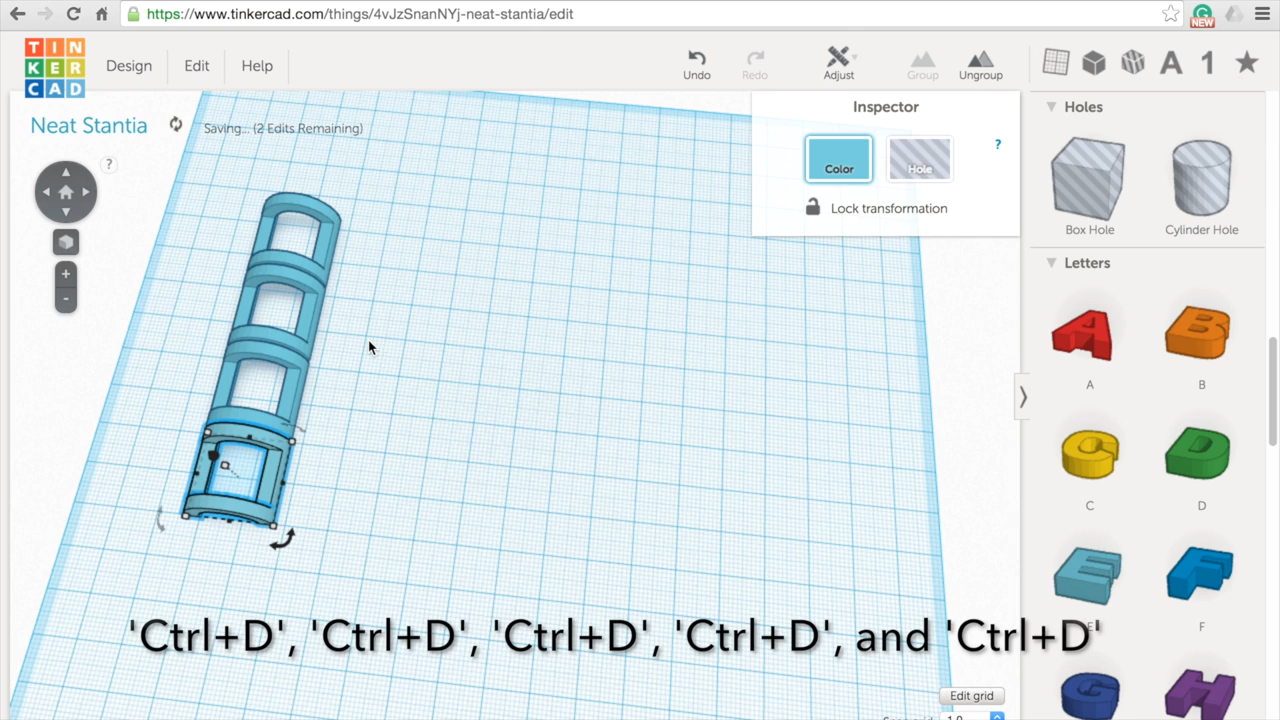 https://www.tinkercad.com/things/4vJzSnanNYj-neat-stantia/edit
NEW
TIN
KER
CAD
Design
Edit
Help
Undo
Redo
Adjust
Group
Ungroup
A
1
Neat Stantia
Saving... (2 Edits Remaining)
?
+
-
Inspector
Color
Hole
?
Lock transformation
Holes
Box Hole
Cylinder Hole
Letters
A
B
A
B
C
D
C
D
E
F
F
G
H
'Ctrl+D', 'Ctrl+D', 'Ctrl+D', 'Ctrl+D', and 'Ctrl+D'
Edit grid